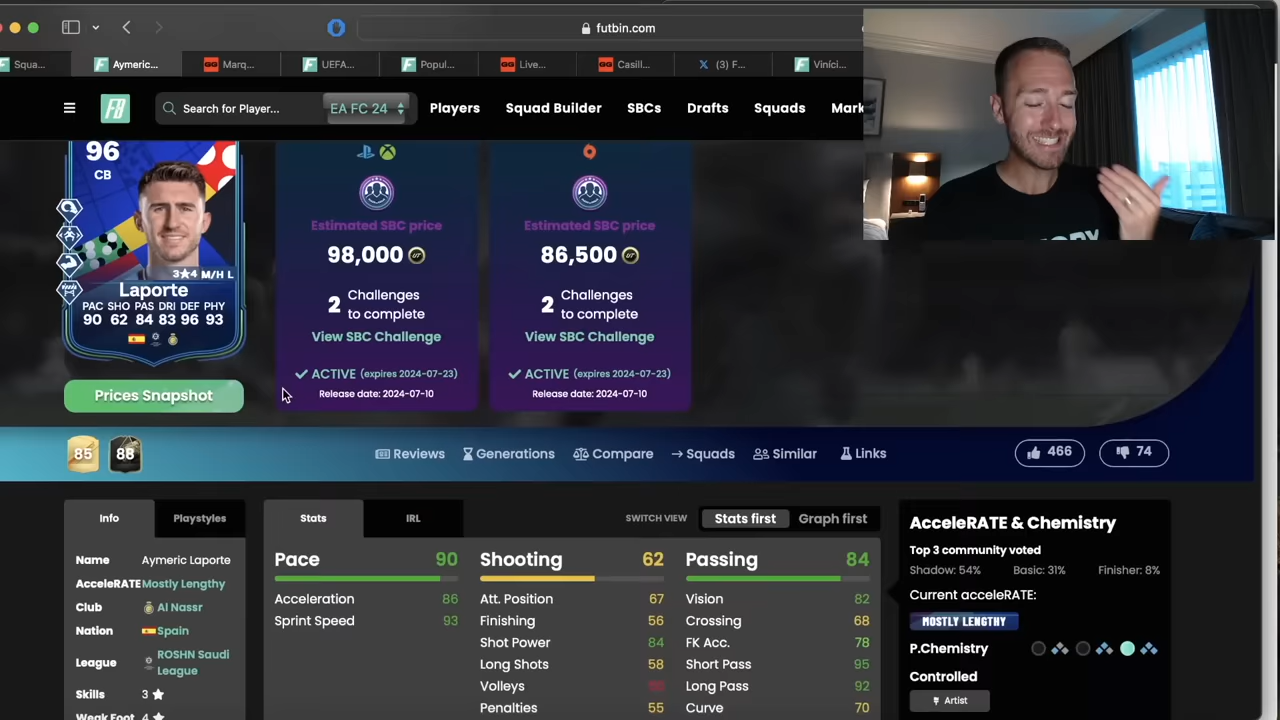 futbin.com
Squa...
Aymeric...
GG Marq...
UEFA...
Popul...
GG Live...
GG Casill...
X (3) F...
Viníci...
FB
Search for Player...
EA FC 24
Players
Squad Builder
SBCs
Drafts
Squads
Mark
96
CB
3★4 M/H L
Laporte
PAC SHO PAS DRI DEF PHY
90 62 84 83 96 93
Prices Snapshot
Estimated SBC price
98,000
2 Challenges
to complete
View SBC Challenge
ACTIVE (expires 2024-07-23)
Release date: 2024-07-10
Estimated SBC price
86,500
2 Challenges
to complete
View SBC Challenge
ACTIVE (expires 2024-07-23)
Release date: 2024-07-10
85
88
Reviews
Generations
Compare
Squads
Similar
Links
466
74
Info
Playstyles
Name Aymeric Laporte
AcceleRATE Mostly Lengthy
Club Al Nassr
Nation Spain
League ROSHN Saudi
League
Skills 3 ★
Weak Foot 4 ★
Stats
IRL
SWITCH VIEW
Stats first
Graph first
Pace 90
Acceleration 86
Sprint Speed 93
Shooting 62
Att. Position 67
Finishing 56
Shot Power 84
Long Shots 58
Volleys
Penalties 55
Passing 84
Vision 82
Crossing 68
FK Acc. 78
Short Pass 95
Long Pass 92
Curve 70
AcceleRATE & Chemistry
Top 3 community voted
Shadow: 54% Basic: 31% Finisher: 8%
Current acceleRATE:
MOSTLY LENGTHY
P.Chemistry
Controlled
Artist